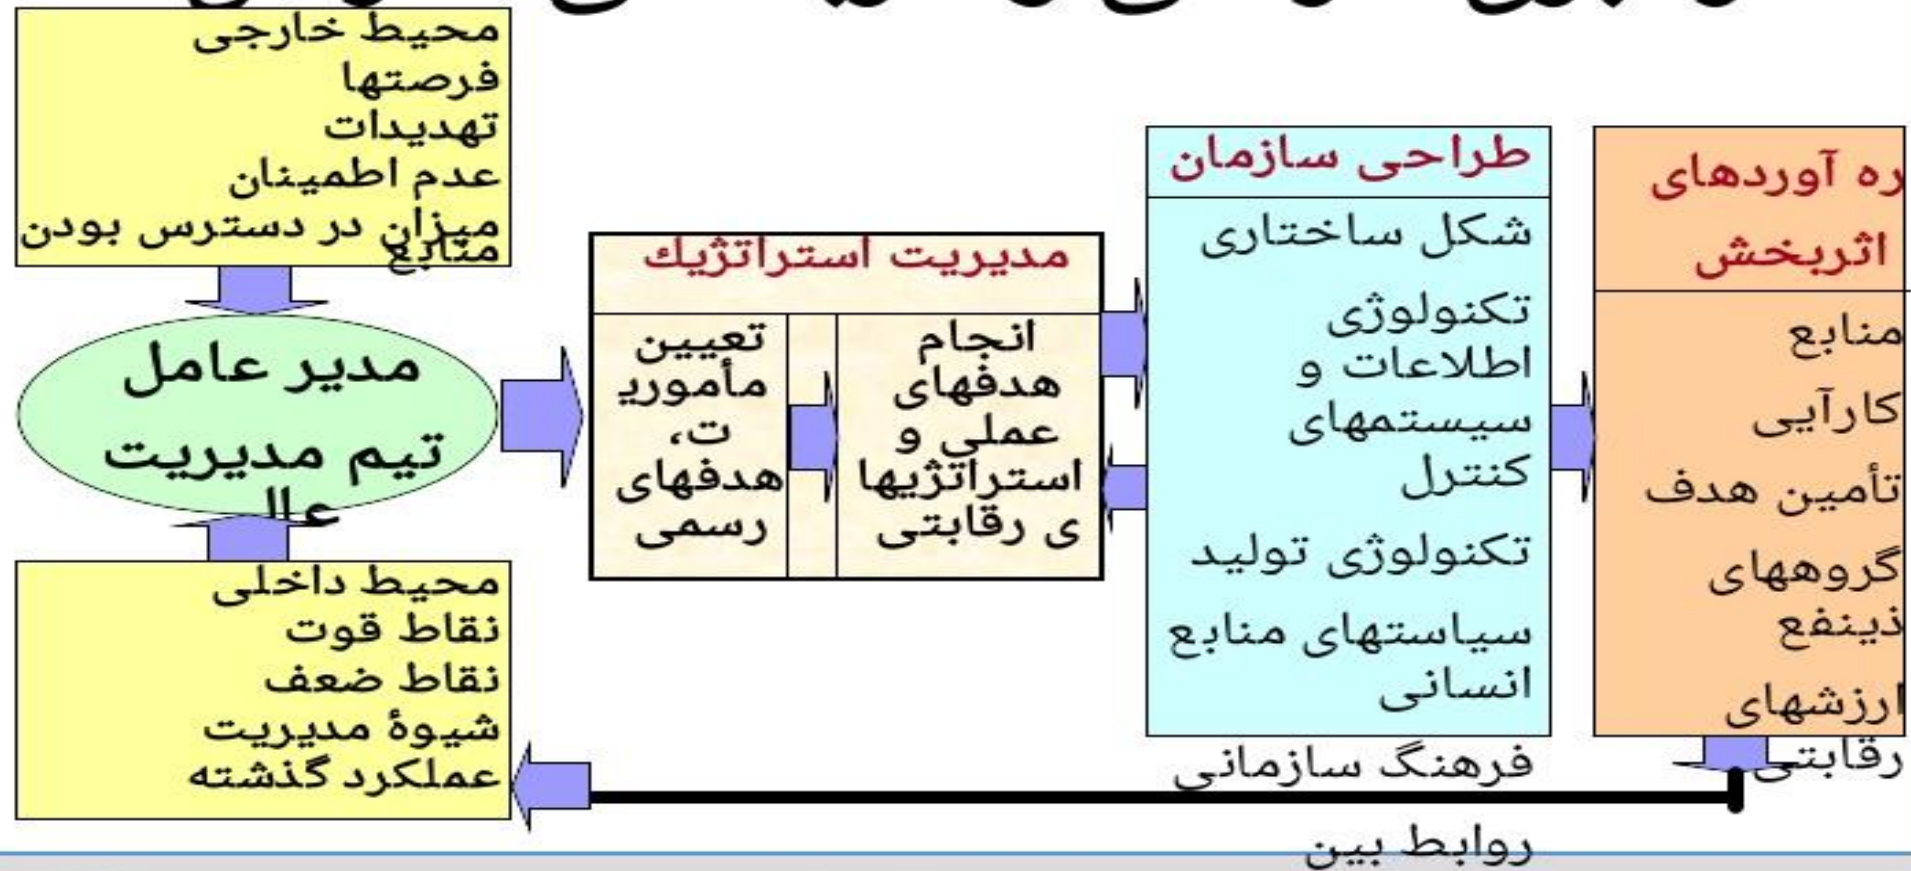 محیط خارجی
فرصتها
تهدیدات
عدم اطمینان
میزان در دسترس بودن
منابع
مدیر عامل
تیم مدیریت
محیط داخلی
نقاط قوت
نقاط ضعف
شیوۀ مدیریت
عملکرد گذشته
مدیریت استراتژیك
تعیین
مأموری
ت،
هدفهای
رسمی
انجام
هدفهای
عملی و
استراتژیها
ی رقابتی
طراحی سازمان
شکل ساختاری
تکنولوژی
اطلاعات و
سیستمهای
کنترل
تکنولوژی تولید
سیاستهای منابع
انسانی
فرهنگ سازمانی
روابط بین
ره آوردهای
اثربخش
منابع
کارآیی
تأمین هدف
گروههای
ذینفع
ارزشهای
رقابتی